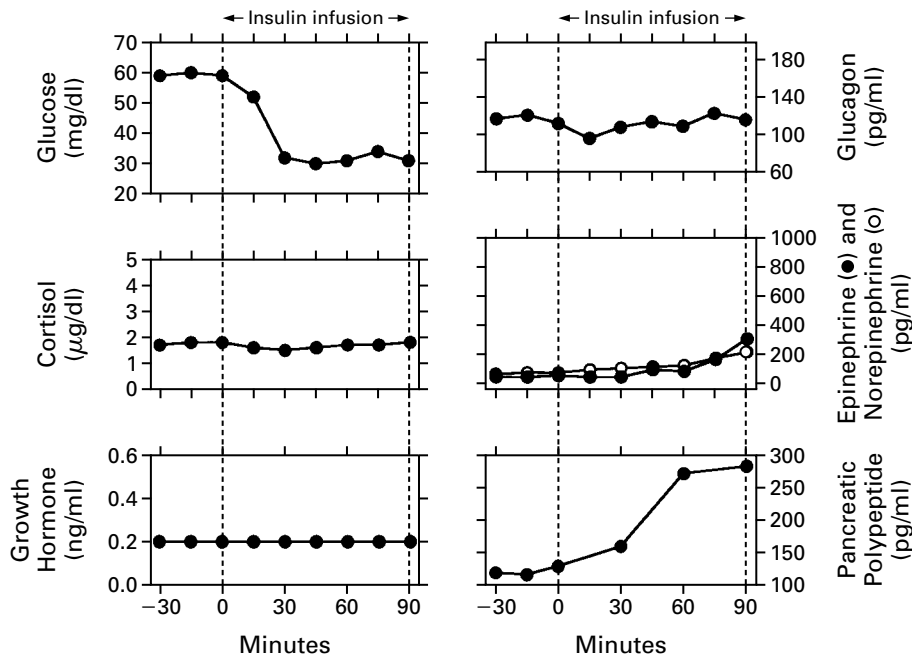 ← Insulin infusion →
← Insulin infusion →
Glucose
(mg/dl)
70
60
50
40
30
20
180
140
100
60
Glucagon
(pg/ml)
Cortisol
(µg/dl)
5
4
3
2
1
0
1000
800
600
400
200
0
Epinephrine (●) and
Norepinephrine (○)
(pg/ml)
Growth
Hormone
(ng/ml)
0.6
0.4
0.2
0.0
300
250
200
150
100
Pancreatic
Polypeptide
(pg/ml)
−30 0 30 60 90
−30 0 30 60 90
Minutes
Minutes